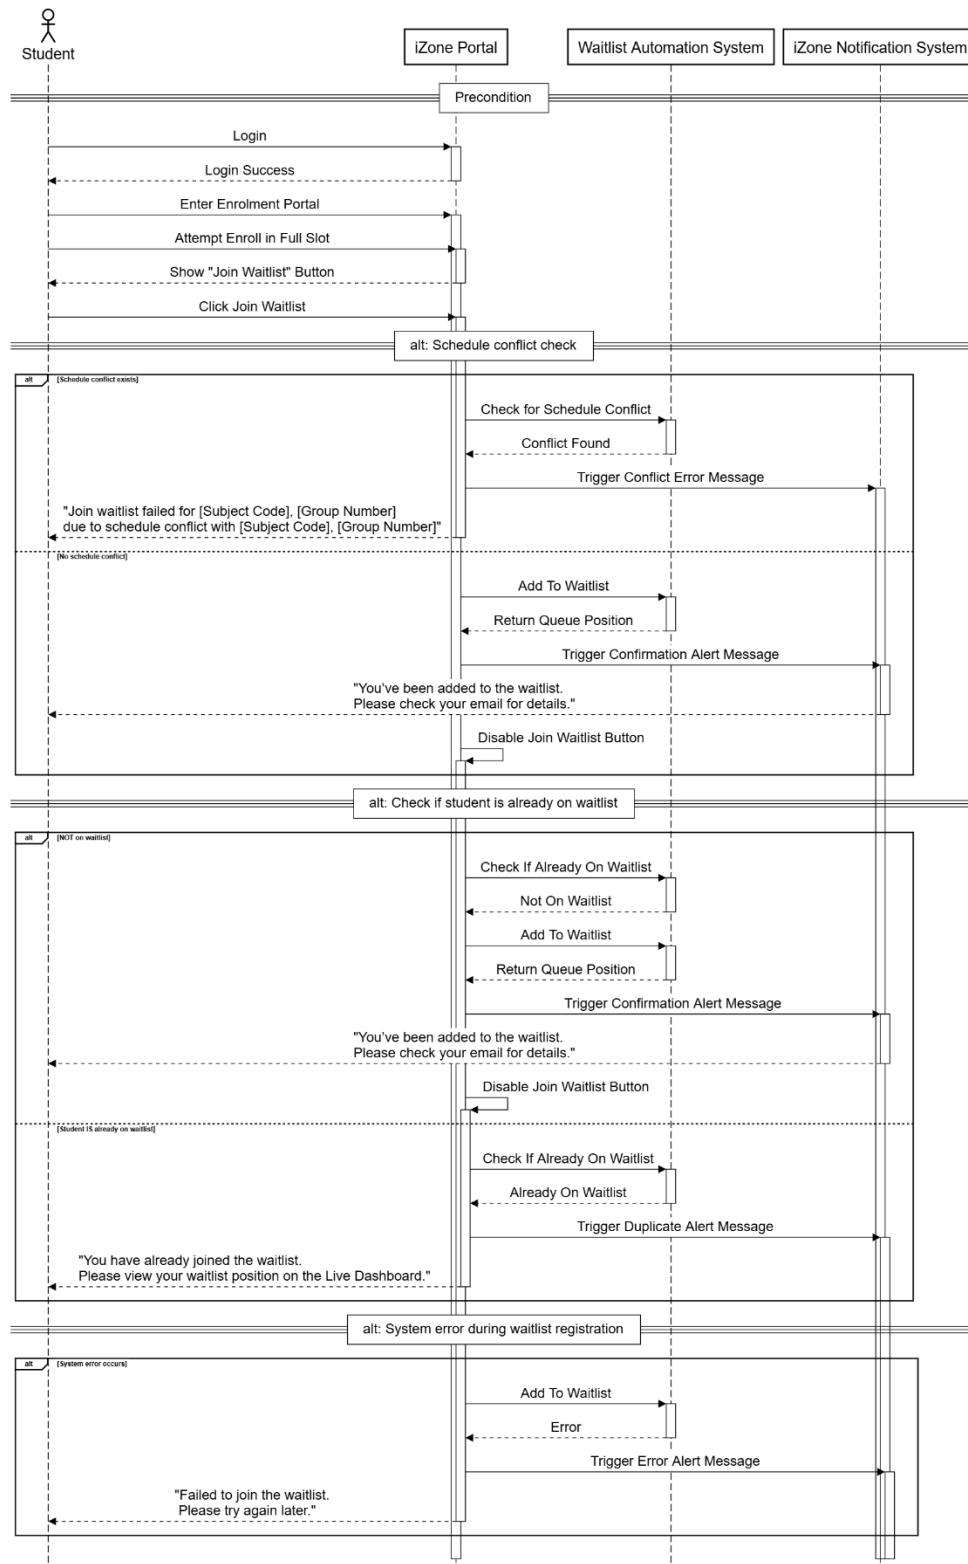 Student
iZone Portal
Waitlist Automation System
iZone Notification System
Precondition
Login
Login Success
Enter Enrolment Portal
Attempt Enroll in Full Slot
Show "Join Waitlist" Button
Click Join Waitlist
alt: Schedule conflict check
alt
[Schedule conflict exists]
Check for Schedule Conflict
Conflict Found
Trigger Conflict Error Message
"Join waitlist failed for [Subject Code], [Group Number]
due to schedule conflict with [Subject Code], [Group Number]"
[No schedule conflict]
Add To Waitlist
Return Queue Position
Trigger Confirmation Alert Message
"You've been added to the waitlist.
Please check your email for details."
Disable Join Waitlist Button
alt: Check if student is already on waitlist
alt
[NOT on waitlist]
Check If Already On Waitlist
Not On Waitlist
Add To Waitlist
Return Queue Position
Trigger Confirmation Alert Message
"You've been added to the waitlist.
Please check your email for details."
Disable Join Waitlist Button
[Student IS already on waitlist]
Check If Already On Waitlist
Already On Waitlist
Trigger Duplicate Alert Message
"You have already joined the waitlist.
Please view your waitlist position on the Live Dashboard."
alt: System error during waitlist registration
alt
[System error occurs]
Add To Waitlist
Error
Trigger Error Alert Message
"Failed to join the waitlist.
Please try again later."